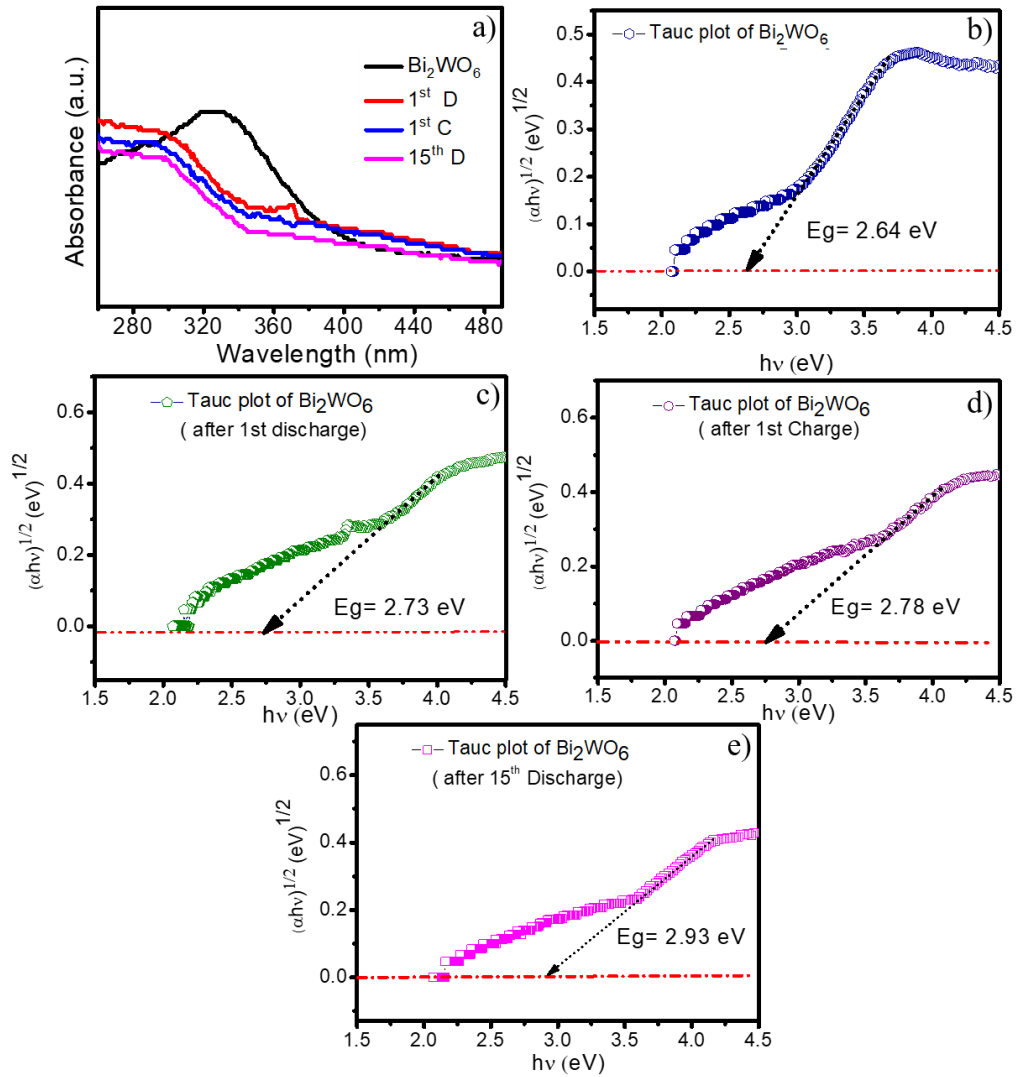 a)
Bi₂WO₆
1ˢᵗ D
1ˢᵗ C
15ᵗʰ D
Absorbance (a.u.)
280 320 360 400 440 480
Wavelength (nm)
b)
Tauc plot of Bi₂WO₆
(αhν)¹/² (eV)¹/²
0.5
0.4
0.3
0.2
0.1
0.0
Eg= 2.64 eV
1.5 2.0 2.5 3.0 3.5 4.0 4.5
hν (eV)
c)
Tauc plot of Bi₂WO₆
( after 1st discharge)
(αhν)¹/² (eV)¹/²
0.6
0.4
0.2
0.0
Eg= 2.73 eV
1.5 2.0 2.5 3.0 3.5 4.0 4.5
hν (eV)
d)
Tauc plot of Bi₂WO₆
( after 1st Charge)
(αhν)¹/² (eV)¹/²
0.6
0.4
0.2
0.0
Eg= 2.78 eV
1.5 2.0 2.5 3.0 3.5 4.0 4.5
hν (eV)
e)
Tauc plot of Bi₂WO₆
( after 15ᵗʰ Discharge)
(αhν)¹/² (eV)¹/²
0.6
0.4
0.2
0.0
Eg= 2.93 eV
1.5 2.0 2.5 3.0 3.5 4.0 4.5
hν (eV)